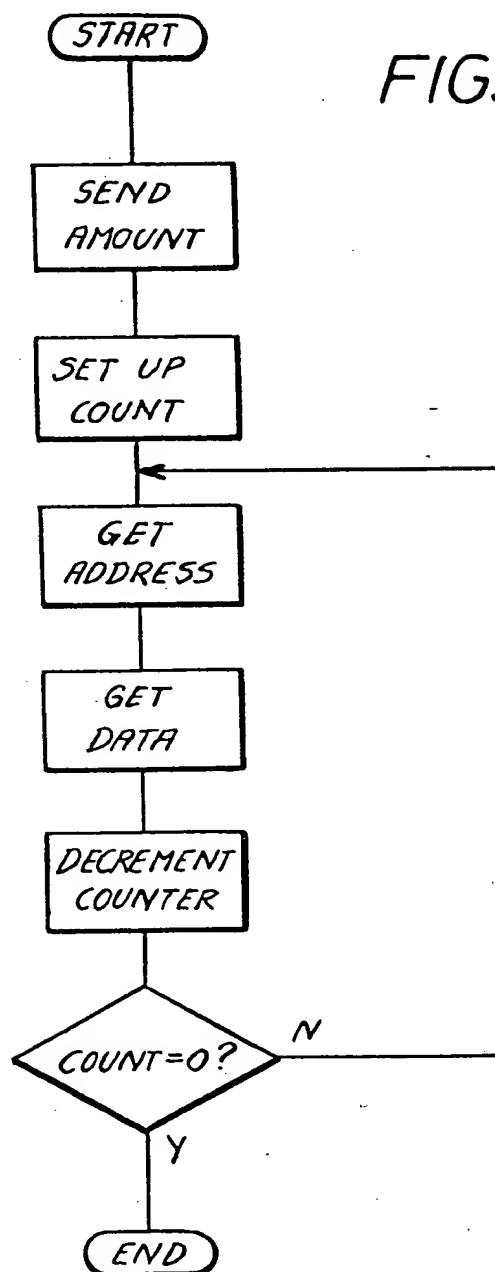 START
FIG.
SEND
AMOUNT
SET UP
COUNT
GET
ADDRESS
GET
DATA
DECREMENT
COUNTER
COUNT=0?
N
Y
END